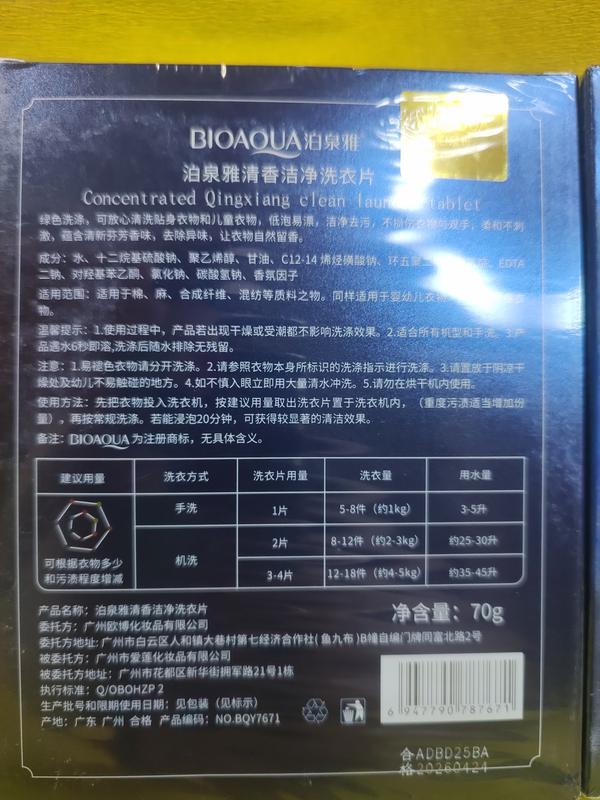 BIOAQUA泊泉雅
泊泉雅清香洁净洗衣片
Concentrated Qingxiang clean tablet
绿色洗涤，可放心清洗贴身衣物和儿童衣物，低泡易漂，洁净去污，不损伤衣物与双手，柔和不刺
激，蕴含清新芬芳香味，去除异味，让衣物自然留香。
成分：水、十二烷基硫酸钠、聚乙烯醇、甘油、C12-14 烯烃磺酸钠、环五聚二 EDTA
二钠、对羟基苯乙酮、氯化钠、碳酸氢钠、香氛因子
适用范围：适用于棉、麻、合成纤维、混纺等质料之物。同样适用于婴幼儿衣物 衣
物。
温馨提示：1.使用过程中，产品若出现干燥或受潮都不影响洗涤效果。2.适合所有机型和手洗。3.产
品遇水6秒即溶,洗涤后随水排除无残留。
注意：1.易褪色衣物请分开洗涤。2.请参照衣物本身所标识的洗涤指示进行洗涤。3.请置放于阴凉干
燥处及幼儿不易触碰的地方。4.如不慎入眼立即用大量清水冲洗。5.请勿在烘干机内使用。
使用方法：先把衣物投入洗衣机，按建议用量取出洗衣片置于洗衣机内，（重度污渍适当增加份
量），再按常规洗涤。若能浸泡20分钟，可获得较显著的清洁效果。
备注：BIOAQUA为注册商标，无具体含义。
建议用量 洗衣方式 洗衣片用量 洗衣量 用水量
手洗 1片 5-8件（约1kg） 3-5升
机洗 2片 8-12件（约2-3kg） 约25-30升
3-4片 12-18件（约4-5kg） 约35-45升
可根据衣物多少
和污渍程度增减
产品名称：泊泉雅清香洁净洗衣片
净含量：70g
委托方：广州欧博化妆品有限公司
委托方地址：广州市白云区人和镇大巷村第七经济合作社(鱼九布)B幢自编门牌同富北路2号
被委托方：广州市爱莲化妆品有限公司
被委托方地址：广州市花都区新华街拥军路21号1栋
执行标准：Q/OBOHZP 2
生产批号和限期使用日期：见包装（见标示）
产地：广东 广州 合格 产品编码：NO.BQY7671
6 947790 787671
合ADBD25BA
格20260424